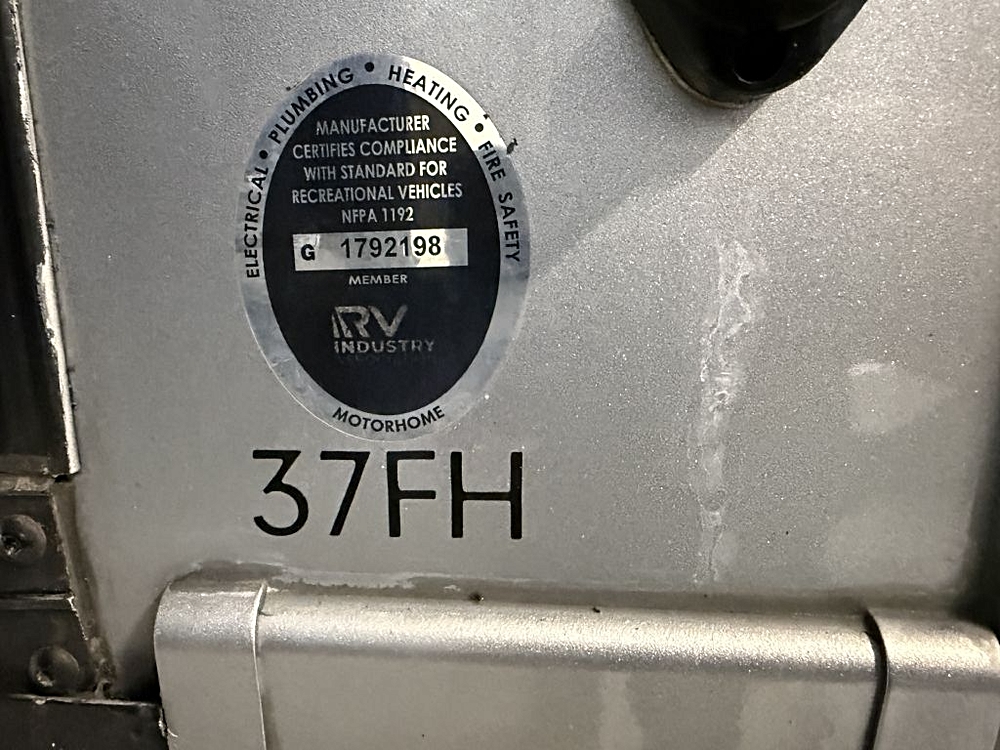 ELECTRICAL • PLUMBING • HEATING • FIRE SAFETY
MANUFACTURER
CERTIFIES COMPLIANCE
WITH STANDARD FOR
RECREATIONAL VEHICLES
NFPA 1192
G 1792198
MEMBER
RV
INDUSTRY
MOTORHOME
37FH